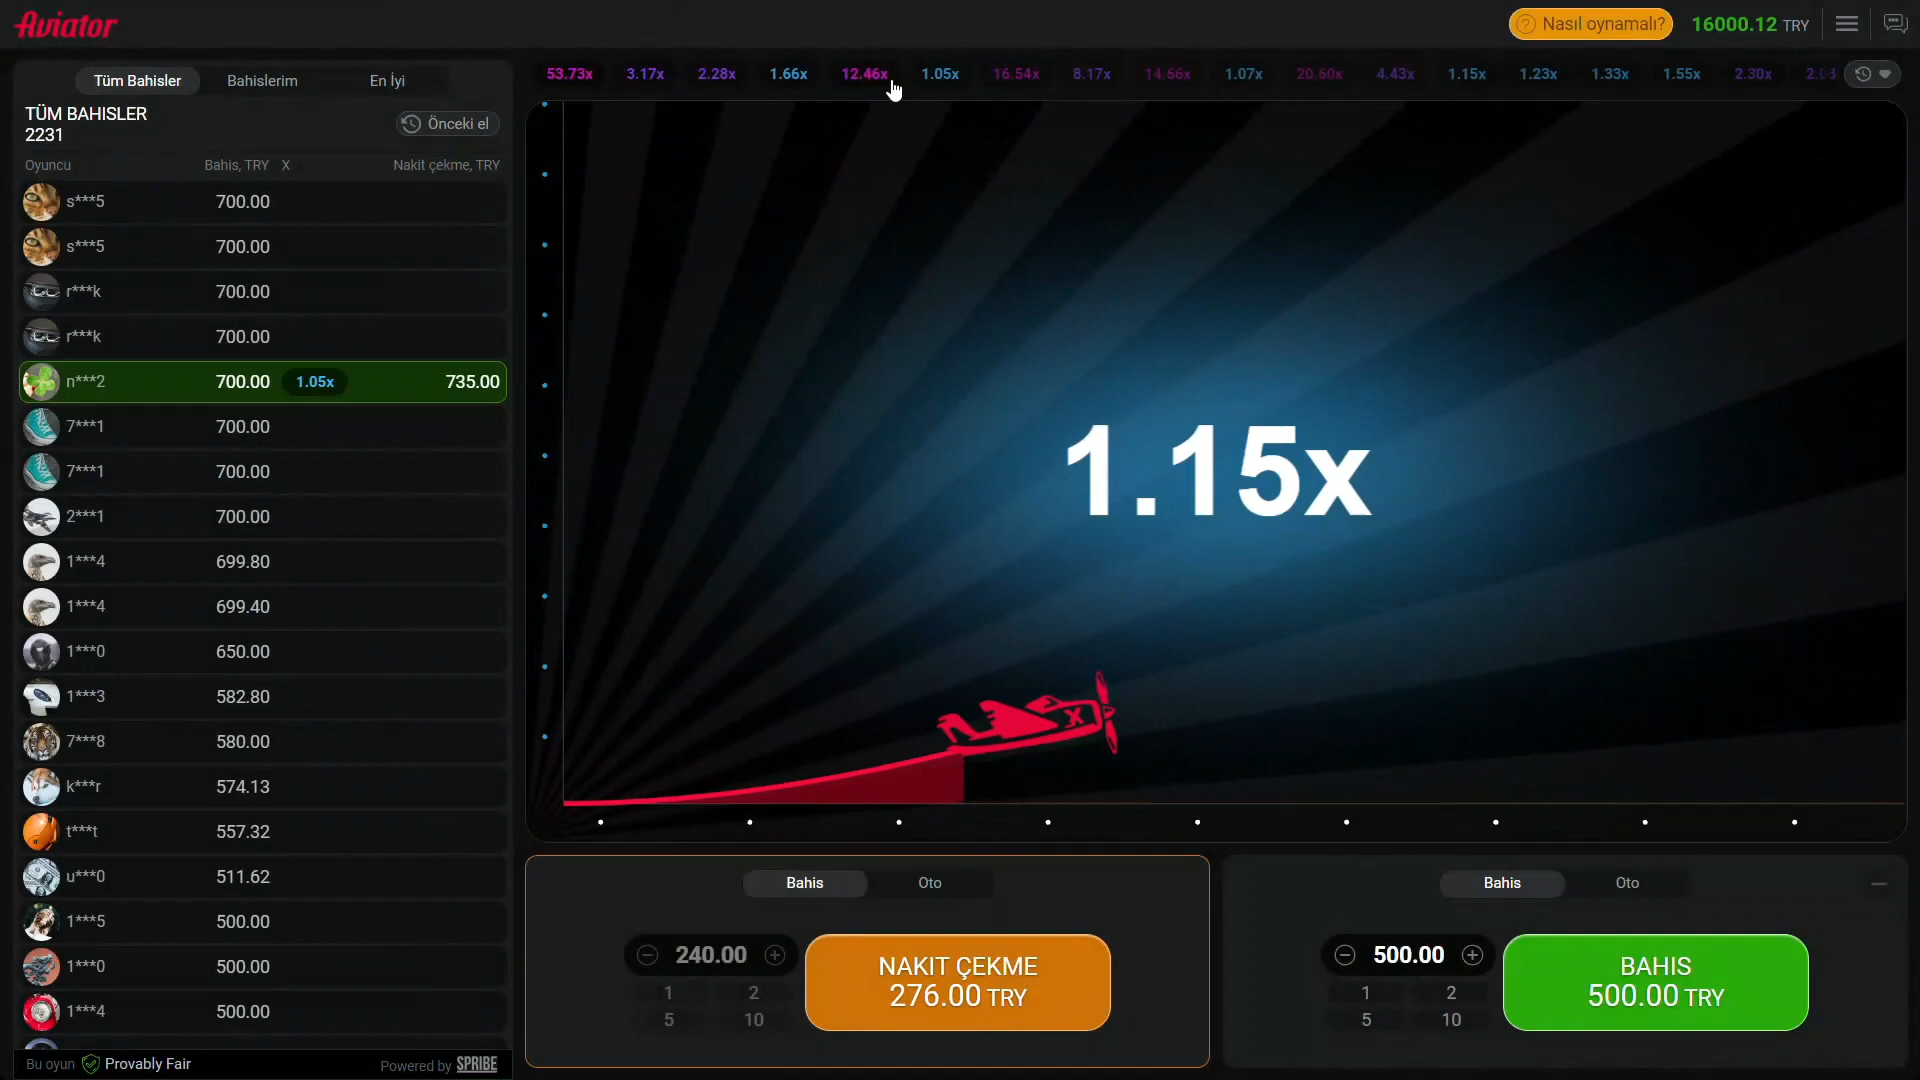 Aviator
Nasıl oynamalı?
16000.12 TRY
Tüm Bahisler
Bahislerim
En İyi
53.73x 3.17x 2.28x 1.66x 12.46x 1.05x 16.54x 8.17x 14.66x 1.07x 20.60x 4.43x 1.15x 1.23x 1.33x 1.55x 2.30x
TÜM BAHISLER
2231
Önceki el
Oyuncu Bahis, TRY X Nakit çekme, TRY
s***5 700.00
s***5 700.00
r***k 700.00
r***k 700.00
n***2 700.00 1.05x 735.00
7***1 700.00
7***1 700.00
2***1 700.00
1***4 699.80
1***4 699.40
1***0 650.00
1***3 582.80
7***8 580.00
k***r 574.13
t***t 557.32
u***0 511.62
1***5 500.00
1***0 500.00
1***4 500.00
Bu oyun Provably Fair
Powered by SPRIBE
1.15x
Bahis Oto
240.00
1 2
5 10
NAKIT ÇEKME
276.00 TRY
Bahis Oto
500.00
1 2
5 10
BAHIS
500.00 TRY